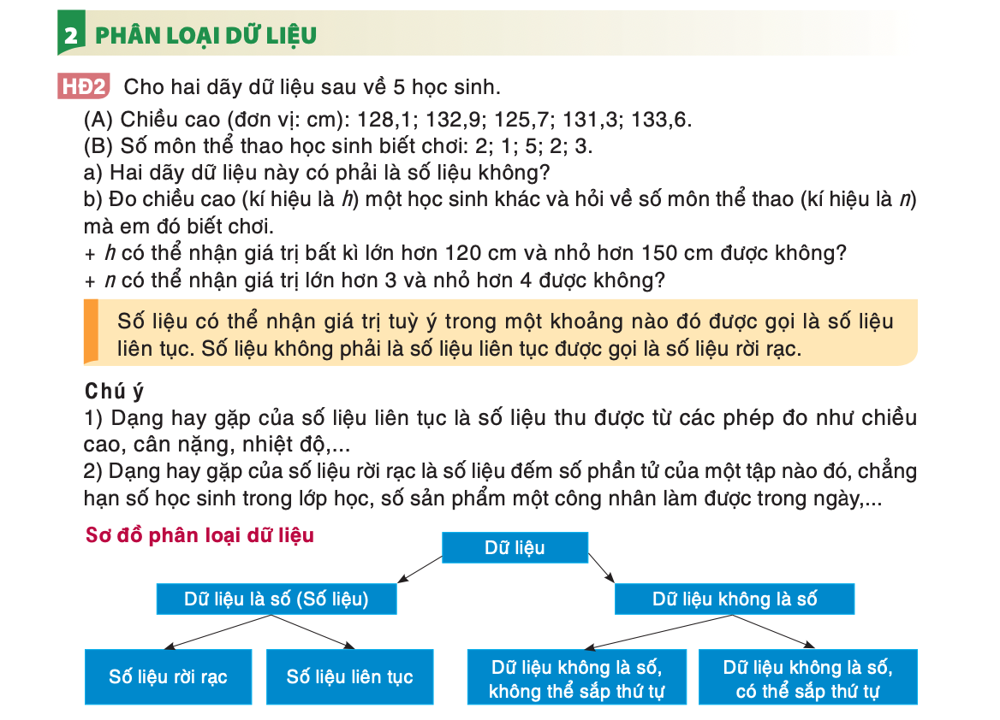 2 PHÂN LOẠI DỮ LIỆU
HĐ2 Cho hai dãy dữ liệu sau về 5 học sinh.
(A) Chiều cao (đơn vị: cm): 128,1; 132,9; 125,7; 131,3; 133,6.
(B) Số môn thể thao học sinh biết chơi: 2; 1; 5; 2; 3.
a) Hai dãy dữ liệu này có phải là số liệu không?
b) Đo chiều cao (kí hiệu là h) một học sinh khác và hỏi về số môn thể thao (kí hiệu là n)
mà em đó biết chơi.
+ h có thể nhận giá trị bất kì lớn hơn 120 cm và nhỏ hơn 150 cm được không?
+ n có thể nhận giá trị lớn hơn 3 và nhỏ hơn 4 được không?
Số liệu có thể nhận giá trị tuỳ ý trong một khoảng nào đó được gọi là số liệu
liên tục. Số liệu không phải là số liệu liên tục được gọi là số liệu rời rạc.
Chú ý
1) Dạng hay gặp của số liệu liên tục là số liệu thu được từ các phép đo như chiều
cao, cân nặng, nhiệt độ,...
2) Dạng hay gặp của số liệu rời rạc là số liệu đếm số phần tử của một tập nào đó, chẳng
hạn số học sinh trong lớp học, số sản phẩm một công nhân làm được trong ngày,...
Sơ đồ phân loại dữ liệu
Dữ liệu
Dữ liệu là số (Số liệu)
Dữ liệu không là số
Số liệu rời rạc
Số liệu liên tục
Dữ liệu không là số,
không thể sắp thứ tự
Dữ liệu không là số,
có thể sắp thứ tự